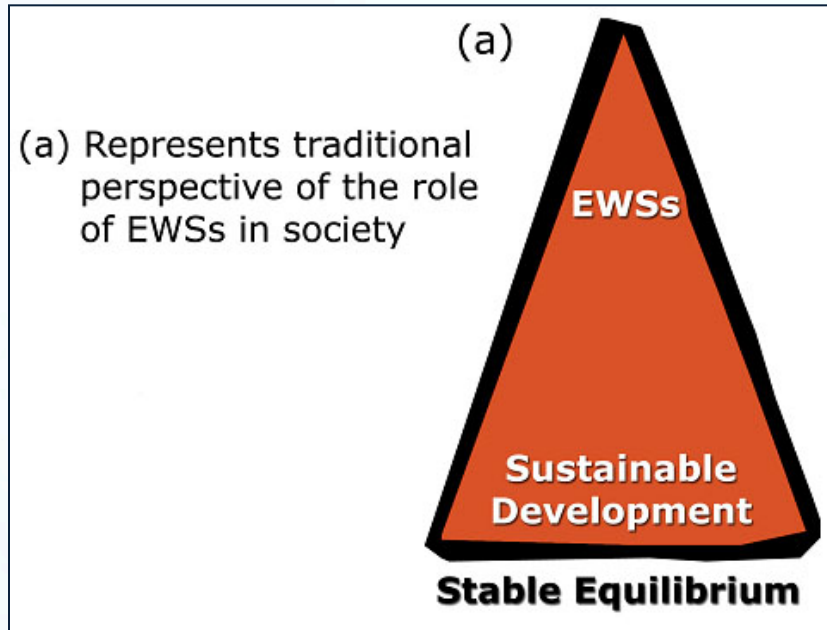 (a)
(a) Represents traditional
perspective of the role
of EWSs in society
EWSs
Sustainable
Development
Stable Equilibrium